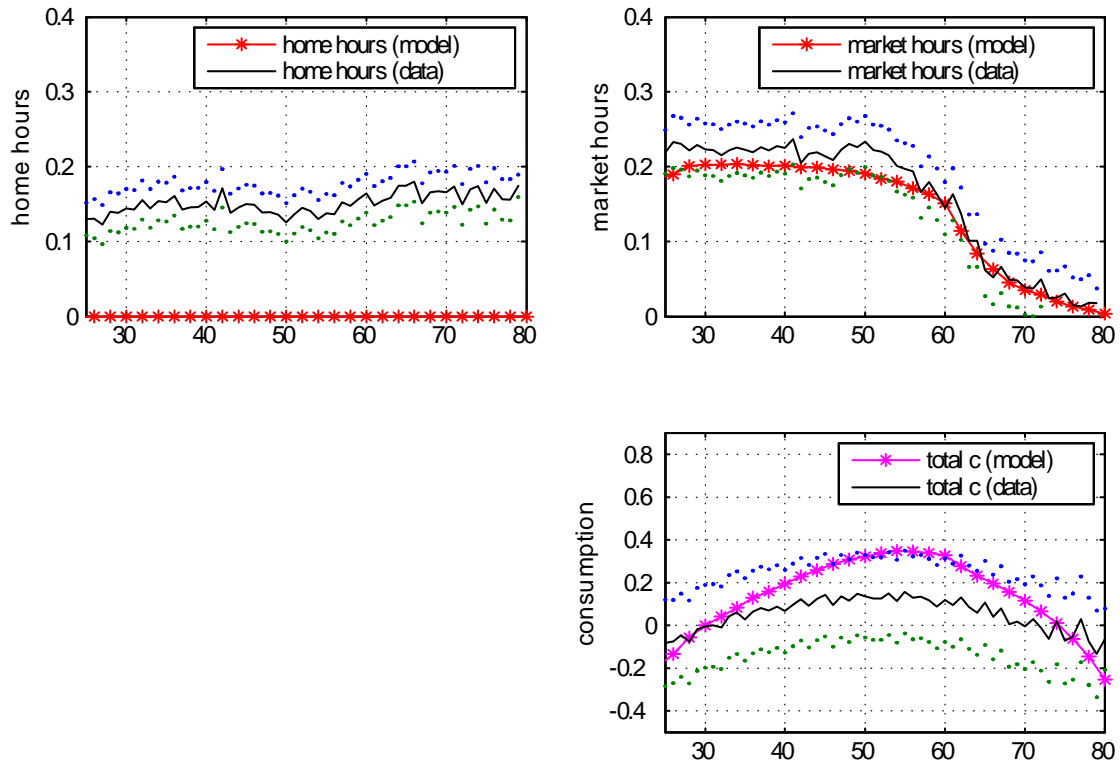 0.4
0.3
0.2
0.1
0
home hours
home hours (model)
home hours (data)
30 40 50 60 70 80
0.4
0.3
0.2
0.1
0
market hours
market hours (model)
market hours (data)
30 40 50 60 70 80
0.8
0.6
0.4
0.2
0
-0.2
-0.4
consumption
total c (model)
total c (data)
30 40 50 60 70 80